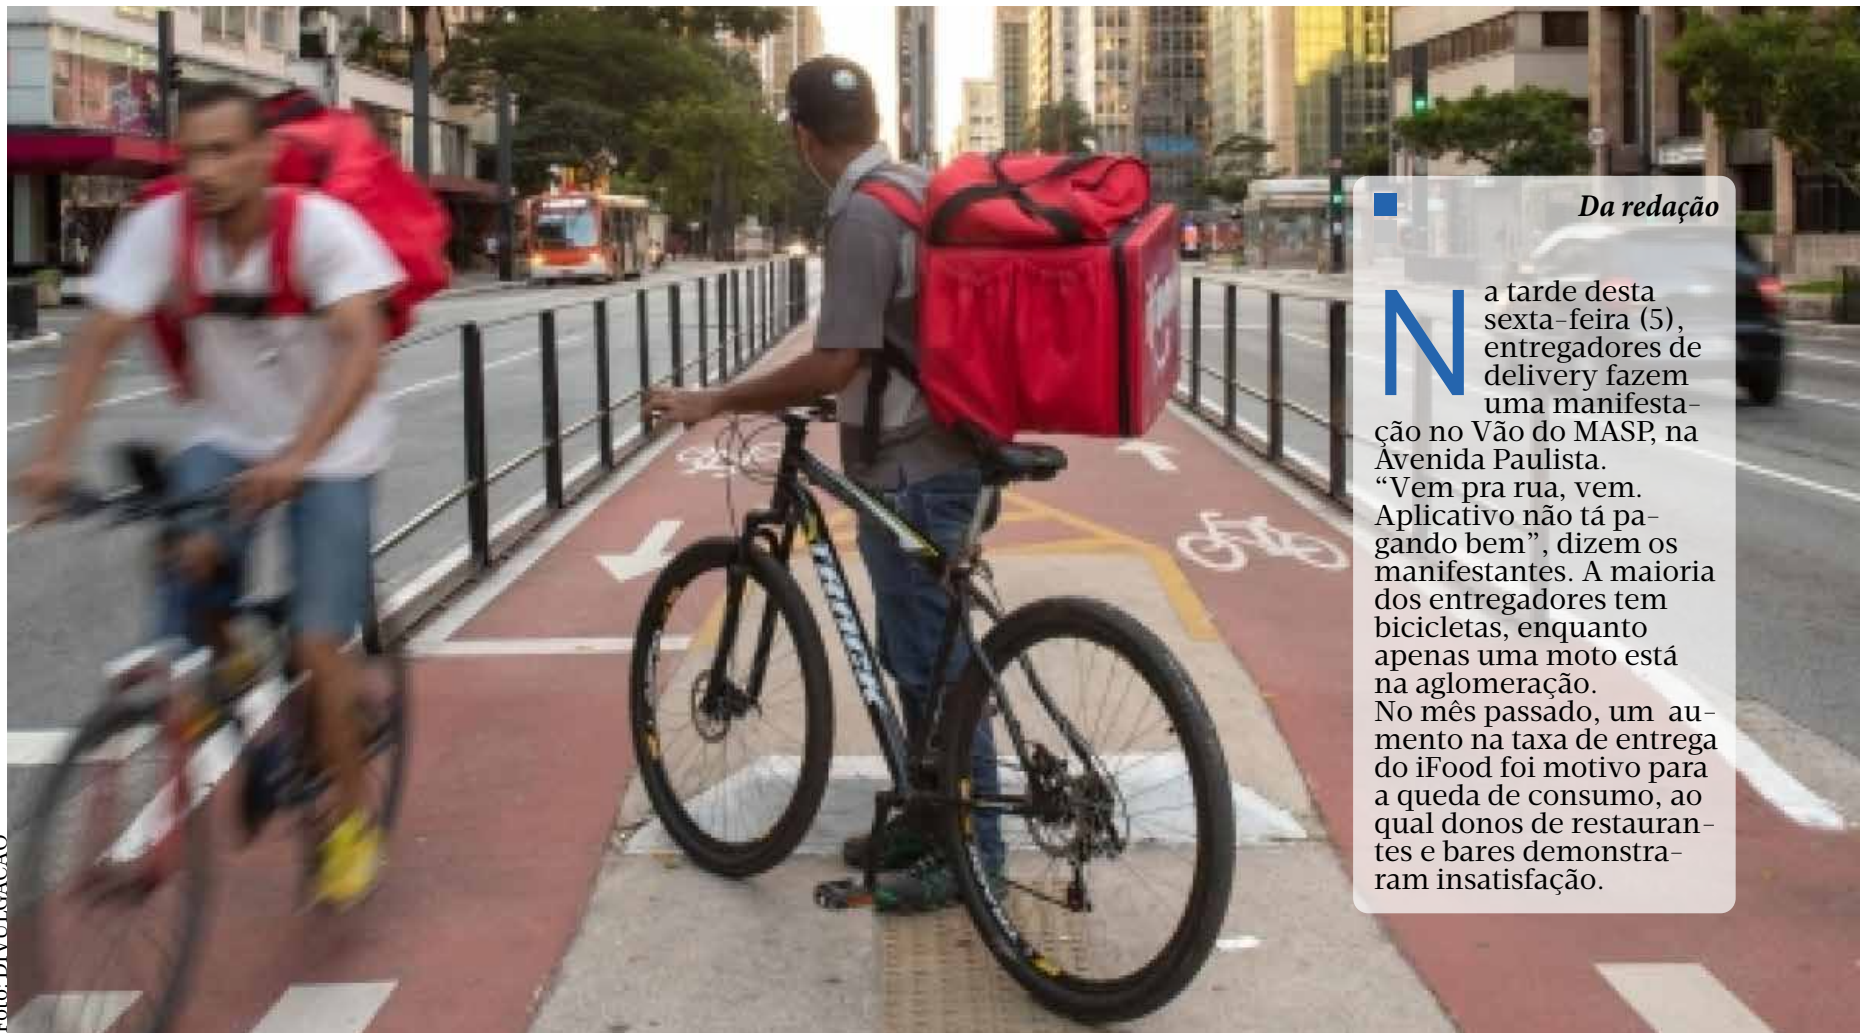 Da redação
Na tarde desta
sexta-feira (5),
entregadores de
delivery fazem
uma manifesta-
ção no Vão do MASP, na
Avenida Paulista.
“Vem pra rua, vem.
Aplicativo não tá pa-
gando bem”, dizem os
manifestantes. A maioria
dos entregadores tem
bicicletas, enquanto
apenas uma moto está
na aglomeração.
No mês passado, um au-
mento na taxa de entrega
do iFood foi motivo para
a queda de consumo, ao
qual donos de restauran-
tes e bares demonstra-
ram insatisfação.
Foto: DIVULGAÇÃO